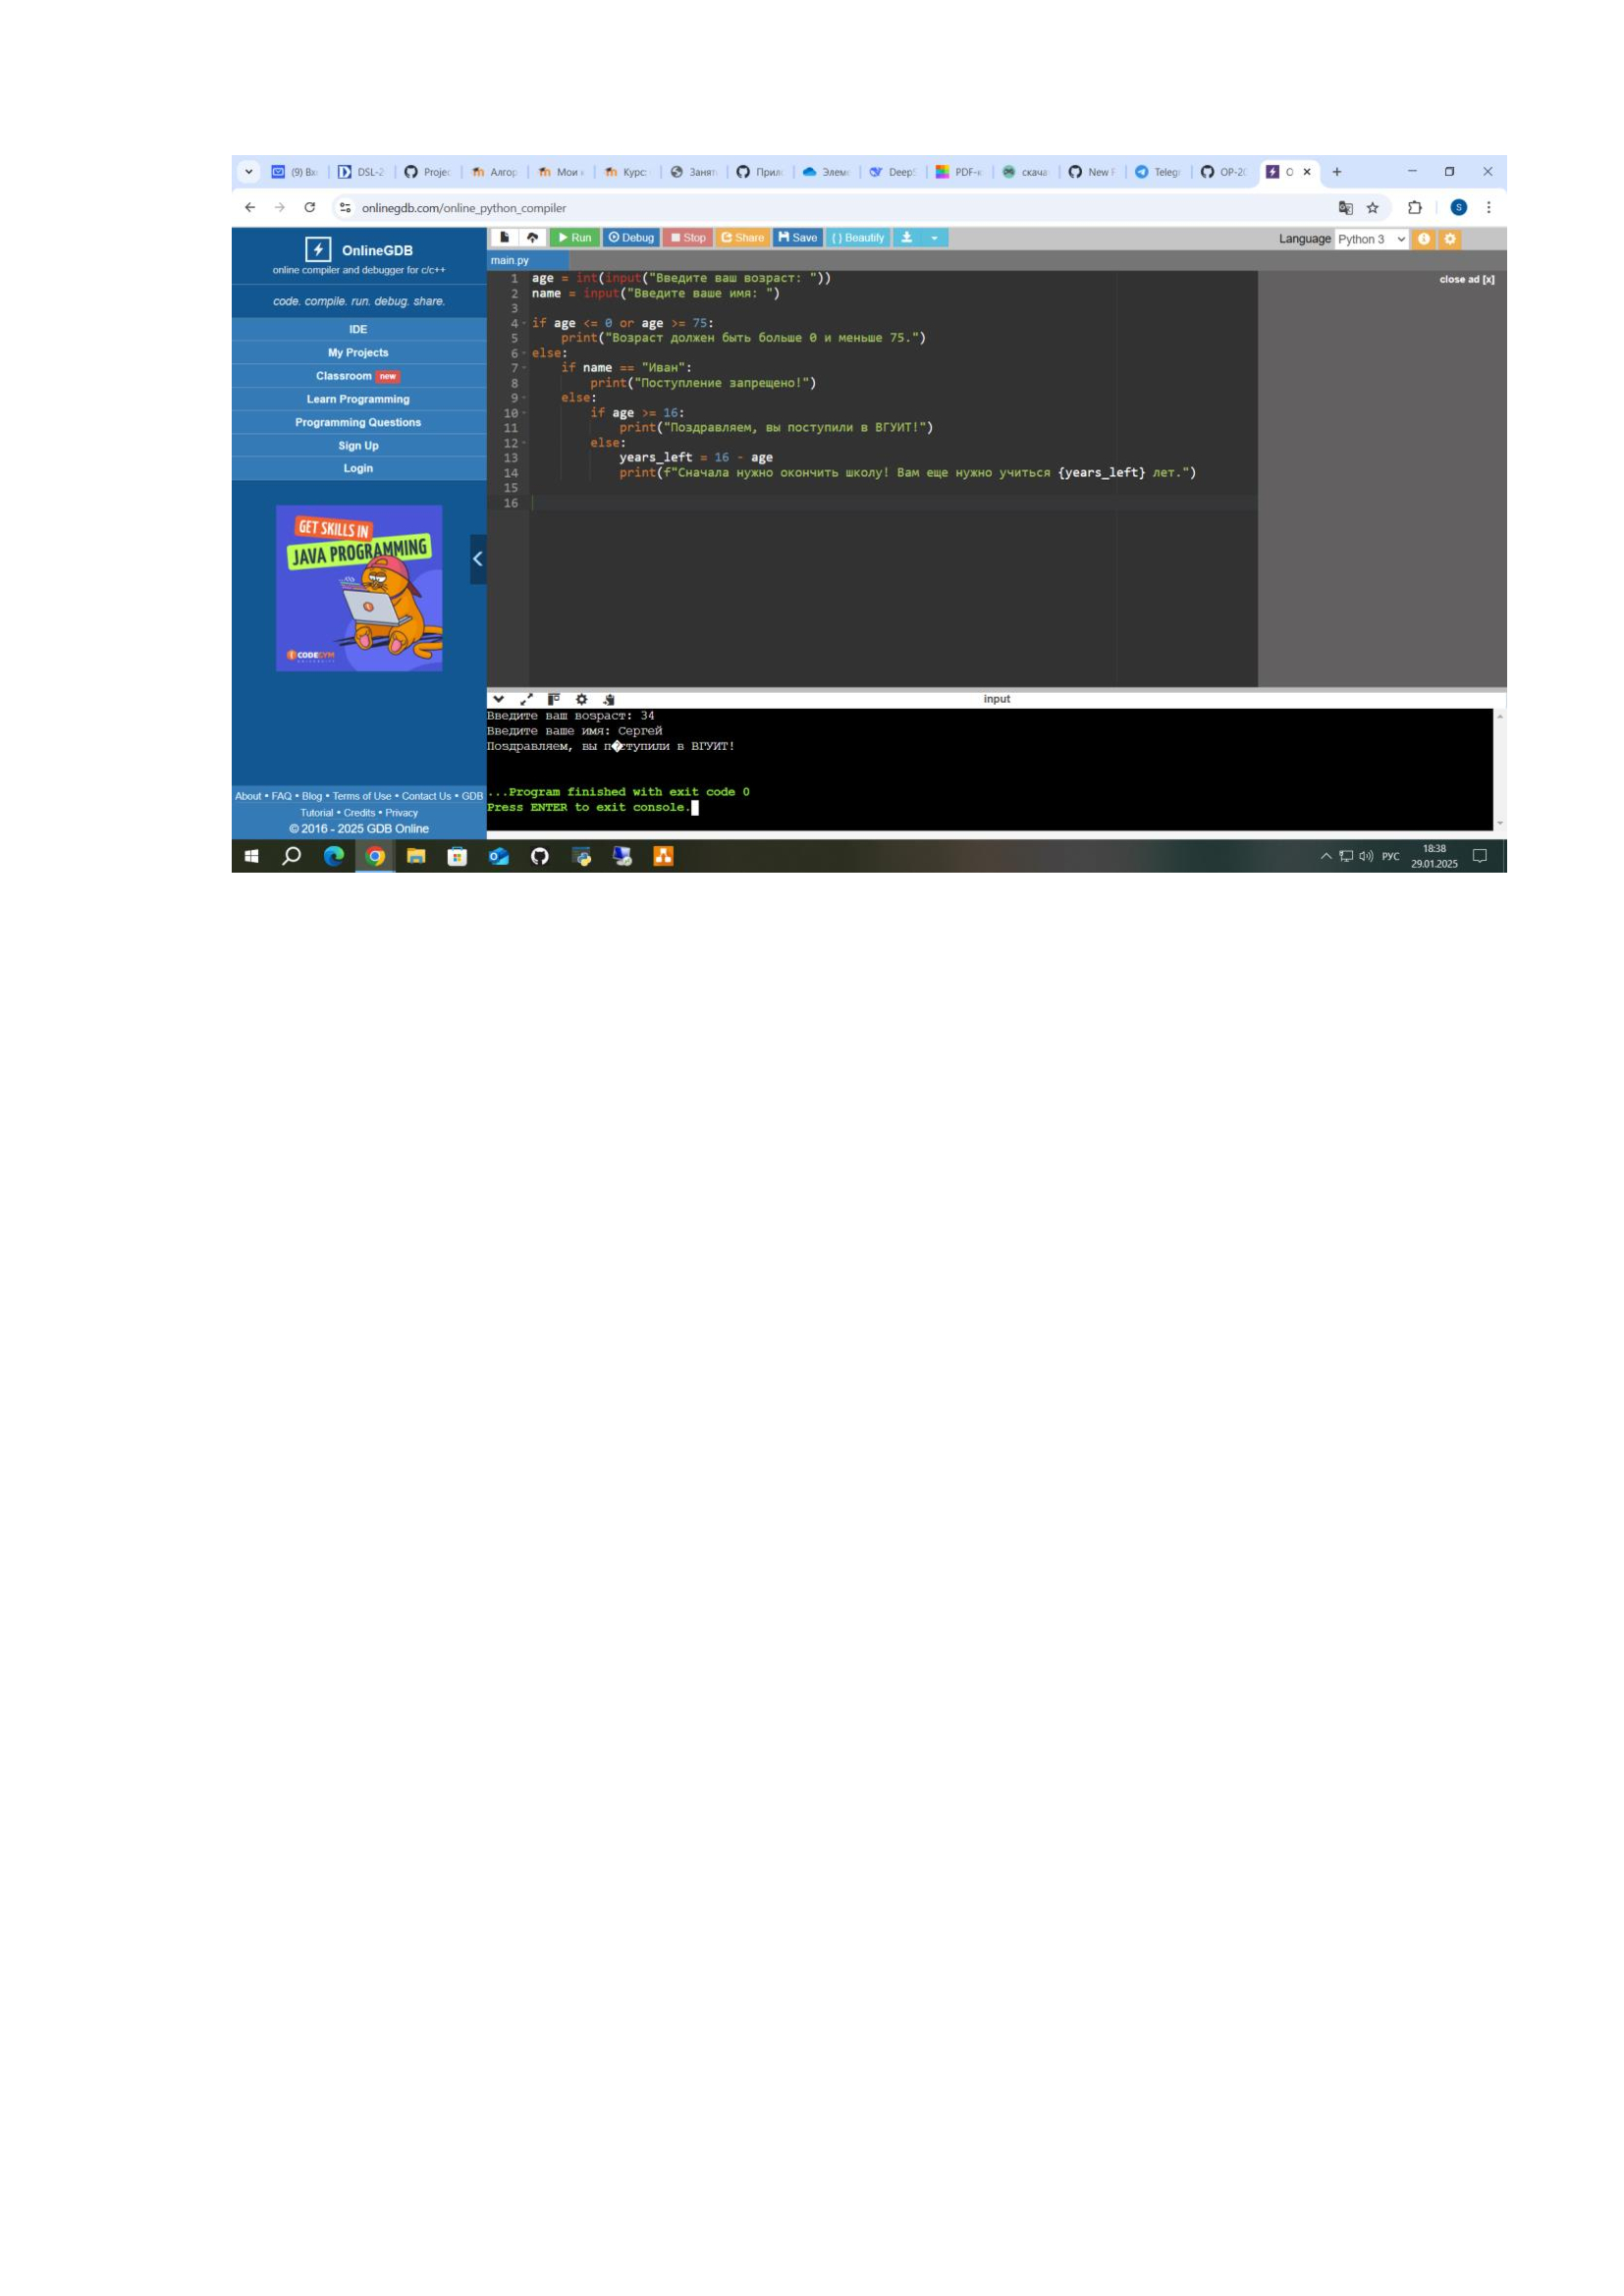 (9) Вх
DSL-2
Projec
Алгор
Мои к
Курс:
Занят
Прил
Элеме
DeepS
PDF-к
скача
New F
Telegr
OP-20
onlinegdb.com/online_python_compiler
OnlineGDB
online compiler and debugger for c/c++
code. compile. run. debug. share.
IDE
My Projects
Classroom new
Learn Programming
Programming Questions
Sign Up
Login
GET SKILLS IN
JAVA PROGRAMMING
CODEGYM
UNIVERSITY
About • FAQ • Blog • Terms of Use • Contact Us • GDB
Tutorial • Credits • Privacy
© 2016 - 2025 GDB Online
Run Debug Stop Share Save { } Beautify
Language Python 3
main.py
close ad [x]
1 age = int(input("Введите ваш возраст: "))
2 name = input("Введите ваше имя: ")
3
4 if age <= 0 or age >= 75:
5 print("Возраст должен быть больше 0 и меньше 75.")
6 else:
7 if name == "Иван":
8 print("Поступление запрещено!")
9 else:
10 if age >= 16:
11 print("Поздравляем, вы поступили в ВГУИТ!")
12 else:
13 years_left = 16 - age
14 print(f"Сначала нужно окончить школу! Вам еще нужно учиться {years_left} лет.")
15
16
input
Введите ваш возраст: 34
Введите ваше имя: Сергей
Поздравляем, вы п�ступили в ВГУИТ!
...Program finished with exit code 0
Press ENTER to exit console.
РУС
18:38
29.01.2025